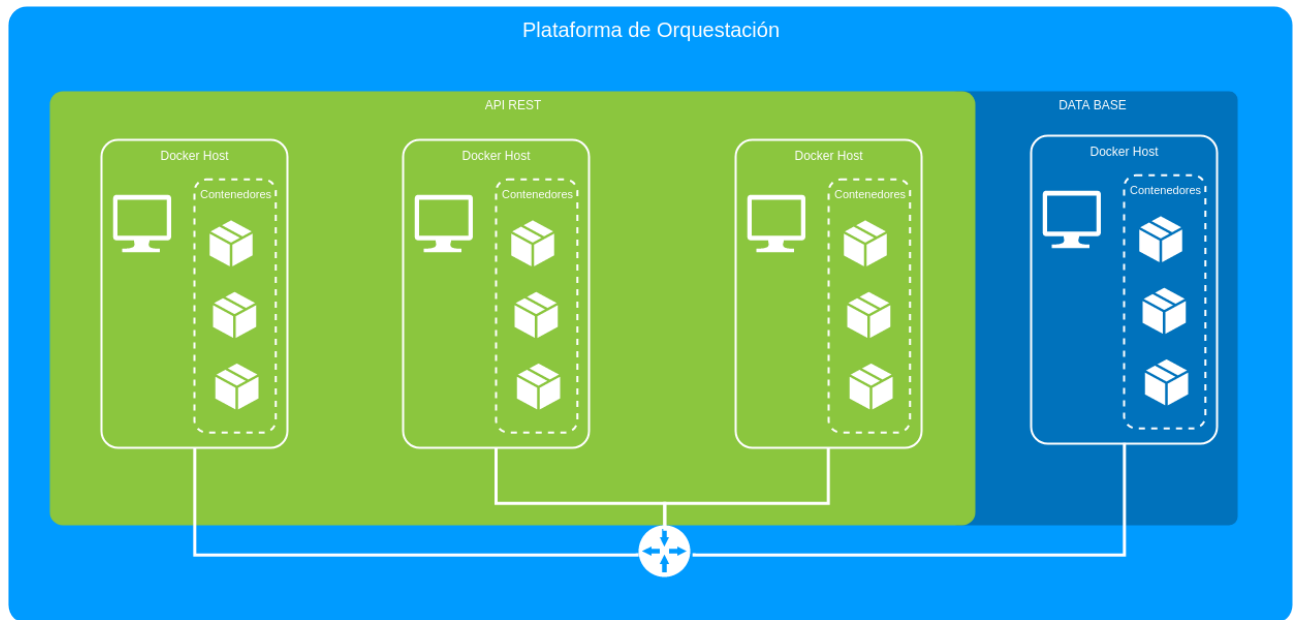 Plataforma de Orquestación
API REST
DATA BASE
Docker Host
Contenedores
Docker Host
Contenedores
Docker Host
Contenedores
Docker Host
Contenedores